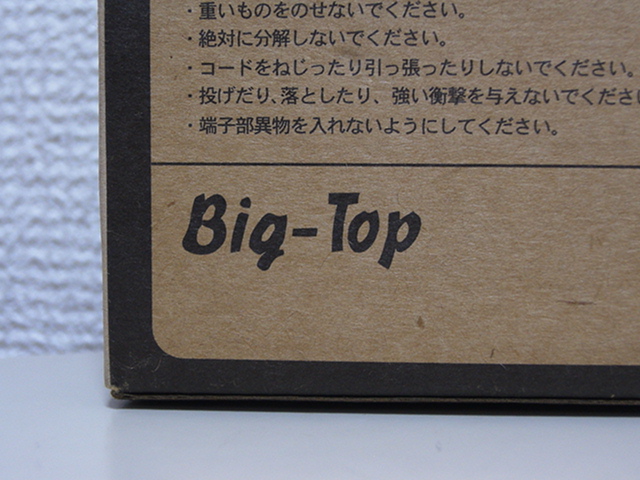 ・重いものをのせないでください。
・絶対に分解しないでください。
・コードをねじったり引っ張ったりしないでください。
・投げだり、落としたり、強い衝撃を与えないでくださ
・端子部異物を入れないようにしてください。
Big-Top